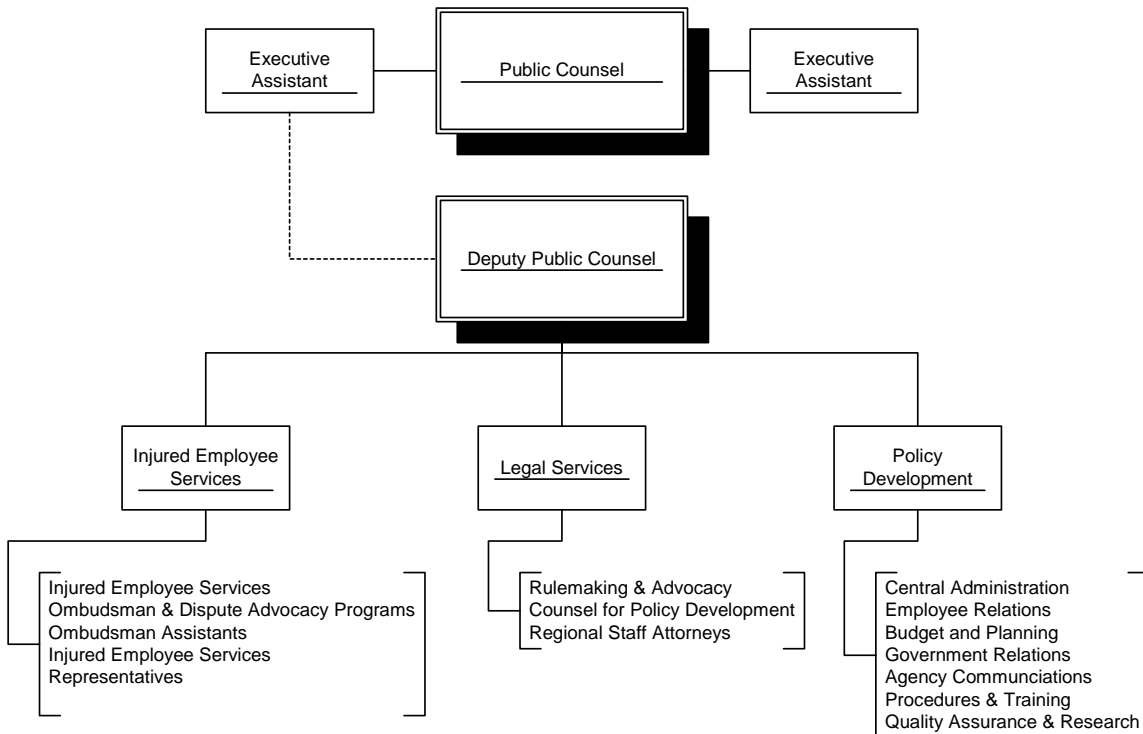 Executive
Assistant
Public Counsel
Executive
Assistant
Deputy Public Counsel
Injured Employee
Services
Legal Services
Policy
Development
Injured Employee Services
Ombudsman & Dispute Advocacy Programs
Ombudsman Assistants
Injured Employee Services
Representatives
Rulemaking & Advocacy
Counsel for Policy Development
Regional Staff Attorneys
Central Administration
Employee Relations
Budget and Planning
Government Relations
Agency Communciations
Procedures & Training
Quality Assurance & Research